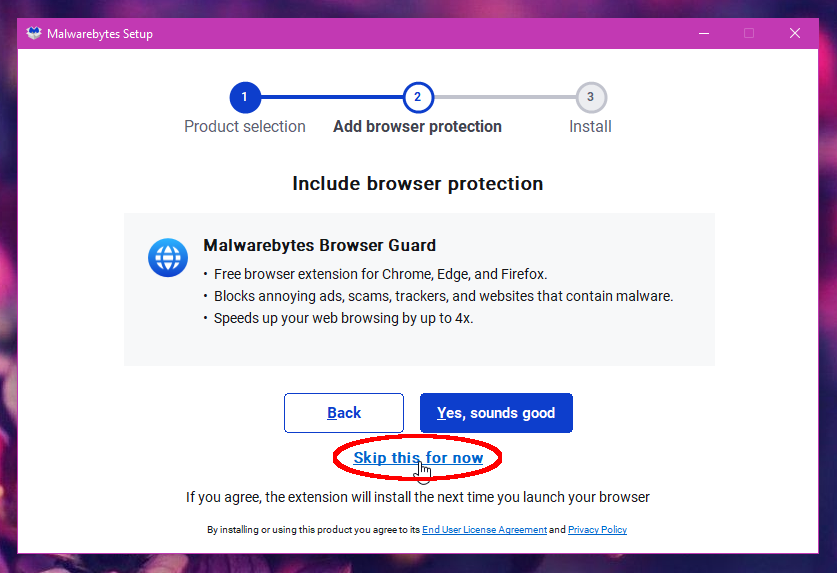 Malwarebytes Setup
1
2
3
Product selection
Add browser protection
Install
Include browser protection
Malwarebytes Browser Guard
• Free browser extension for Chrome, Edge, and Firefox.
• Blocks annoying ads, scams, trackers, and websites that contain malware.
• Speeds up your web browsing by up to 4x.
Back
Yes, sounds good
Skip this for now
If you agree, the extension will install the next time you launch your browser
By installing or using this product you agree to its End User License Agreement and Privacy Policy